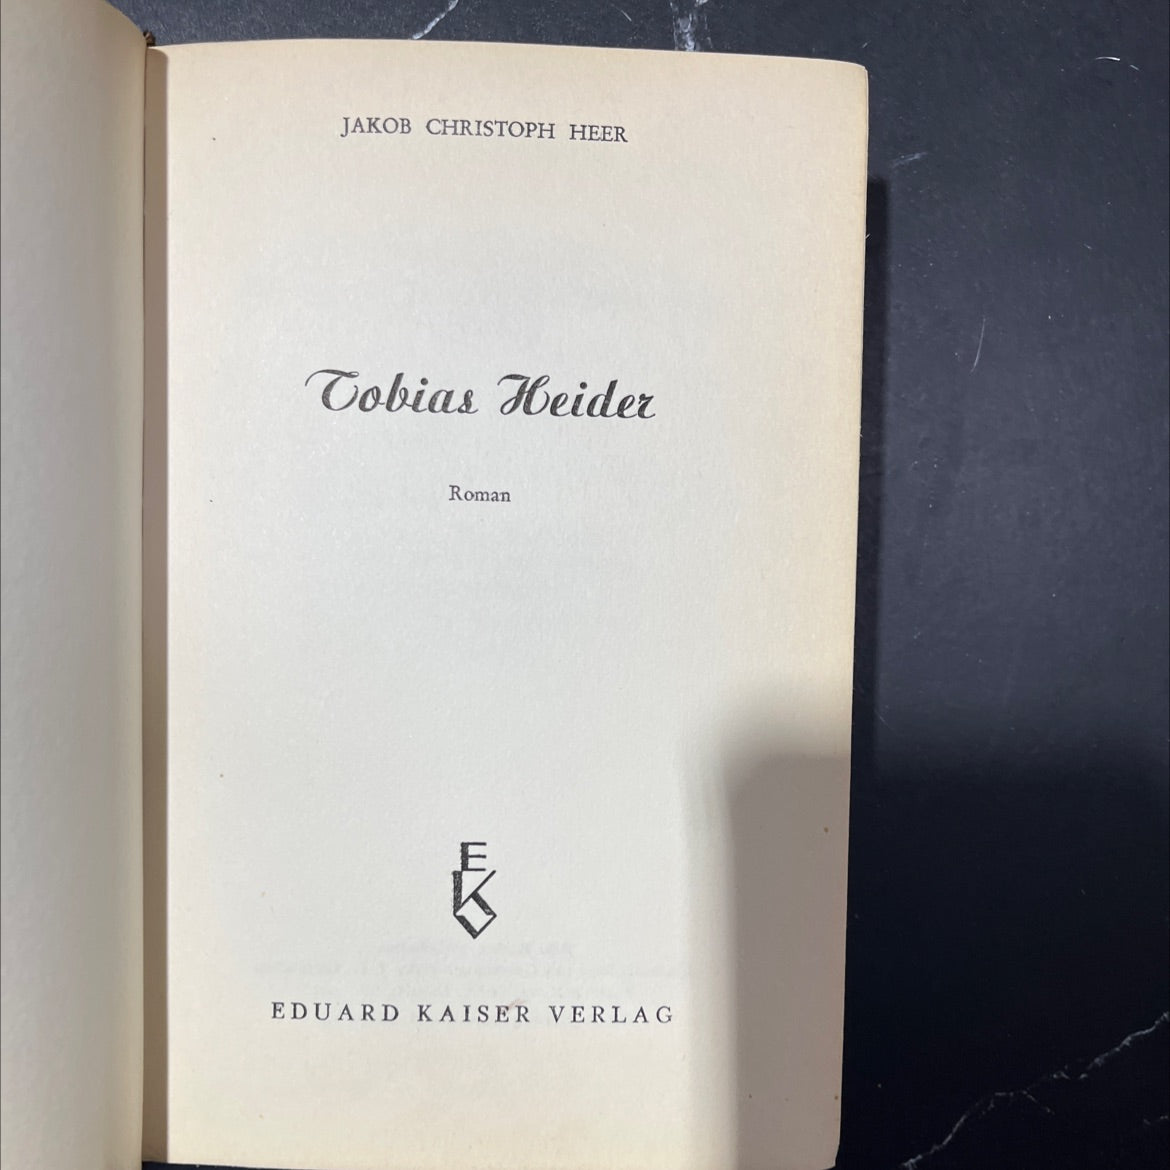 JAKOB CHRISTOPH HEER
Tobias Heider
Roman
EK
EDUARD KAISER VERLAG